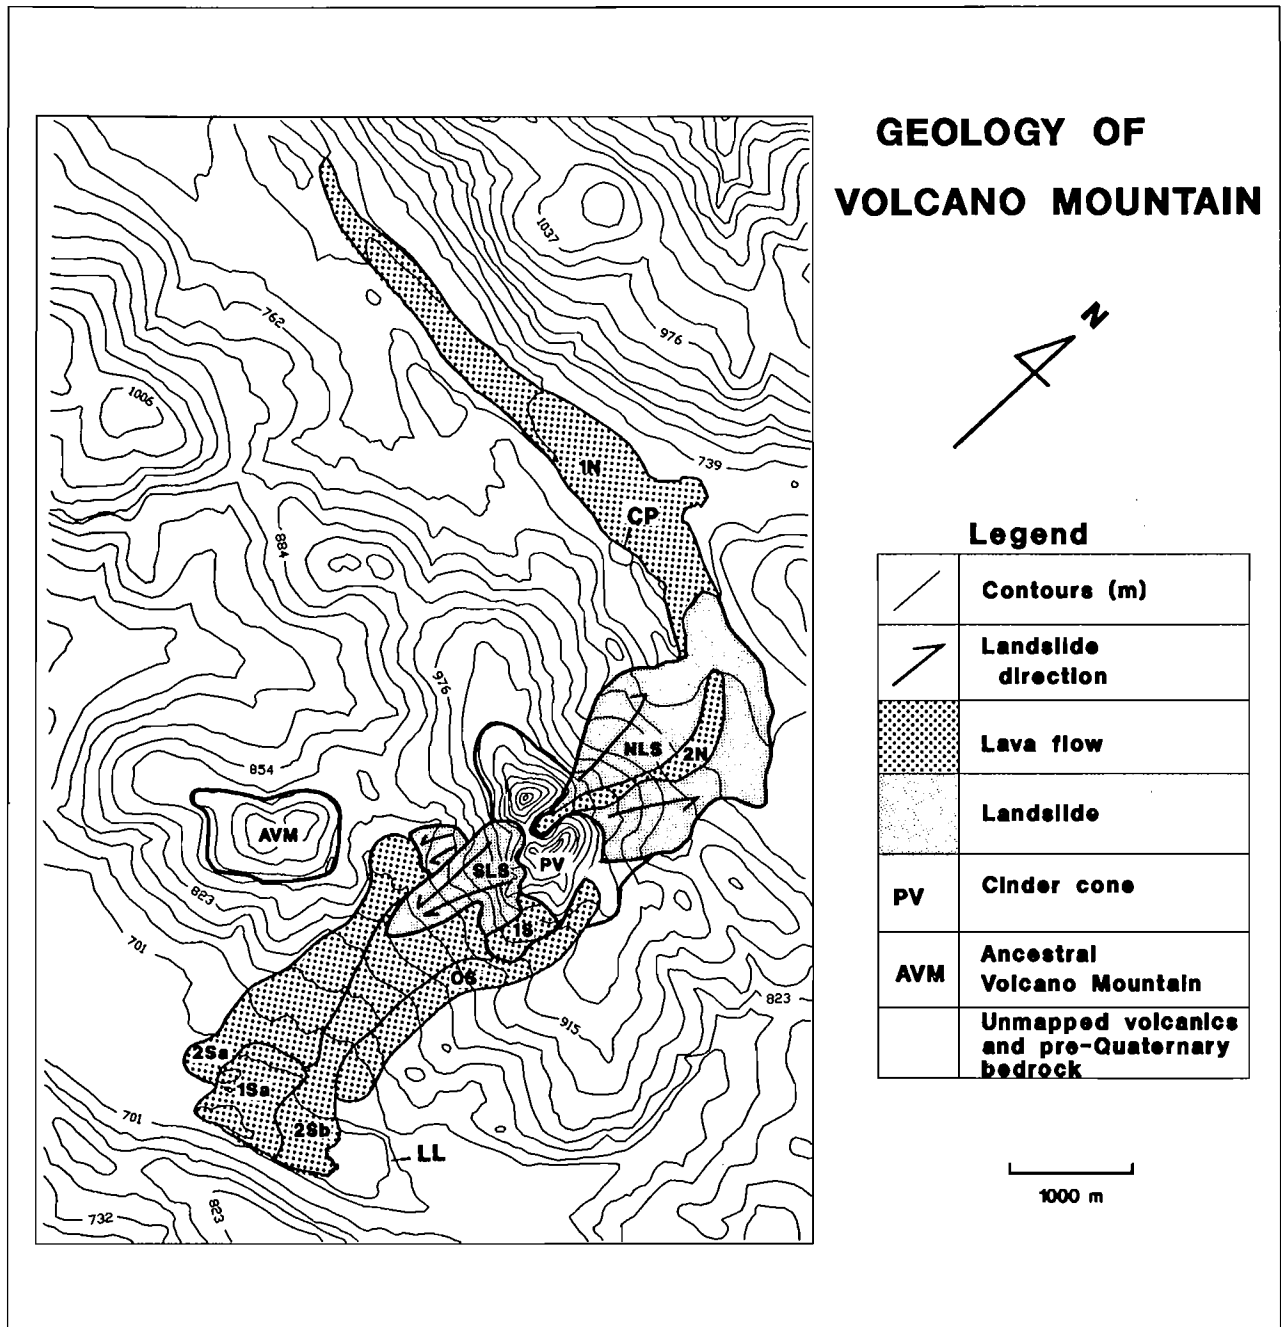 GEOLOGY OF
VOLCANO MOUNTAIN
N
1037
762
976
1006
739
1N
CP
884
976
NLS
2N
854
AVM
PV
SLS
823
1S
701
OS
823
915
2Sa
1Sa
701
2Sb
LL
732
823
Legend
Contours (m)
Landslide
direction
Lava flow
Landslide
PV
Cinder cone
AVM
Ancestral
Volcano Mountain
Unmapped volcanics
and pre-Quaternary
bedrock
1000 m